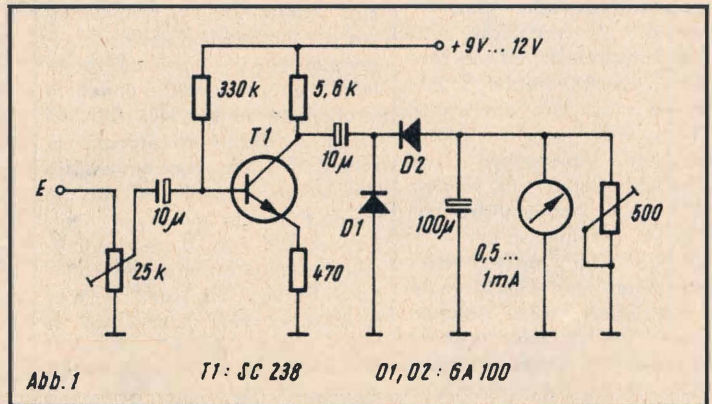 +9V...12V
330k
5,6k
T1
10µ
D2
E
10µ
D1
100µ
500
25k
470
0,5...
1mA
Abb.1
T1: SC 238
D1, D2: GA 100